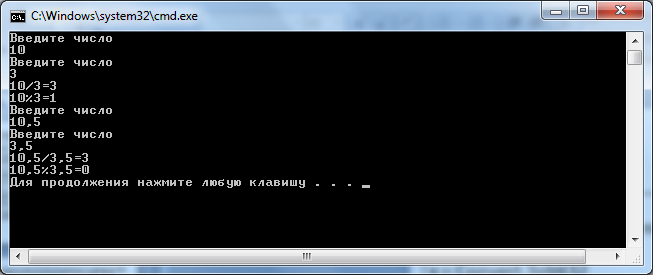 C:\Windows\system32\cmd.exe
Введите число
10
Введите число
3
10/3=3
10%3=1
Введите число
10,5
Введите число
3,5
10,5/3,5=3
10,5%3,5=0
Для продолжения нажмите любую клавишу . . .